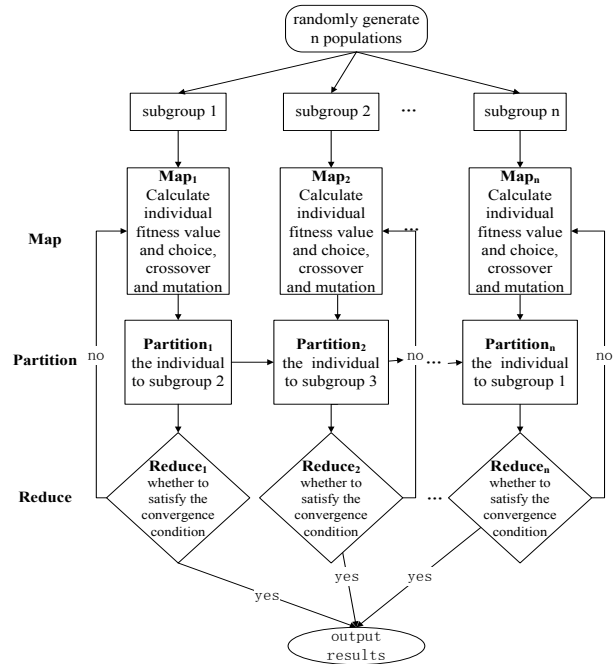 randomly generate
n populations
subgroup 1
subgroup 2
...
subgroup n
Map
Map₁
Calculate
individual
fitness value
and choice,
crossover
and mutation
Map₂
Calculate
individual
fitness value
and choice,
crossover
and mutation
...
Mapₙ
Calculate
individual
fitness value
and choice,
crossover
and mutation
Partition
no
Partition₁
the individual
to subgroup 2
Partition₂
the individual
to subgroup 3
no
...
Partitionₙ
the individual
to subgroup 1
no
Reduce
Reduce₁
whether to
satisfy the
convergence
condition
Reduce₂
whether to
satisfy the
convergence
condition
...
Reduceₙ
whether to
satisfy the
convergence
condition
yes
yes
yes
output
results